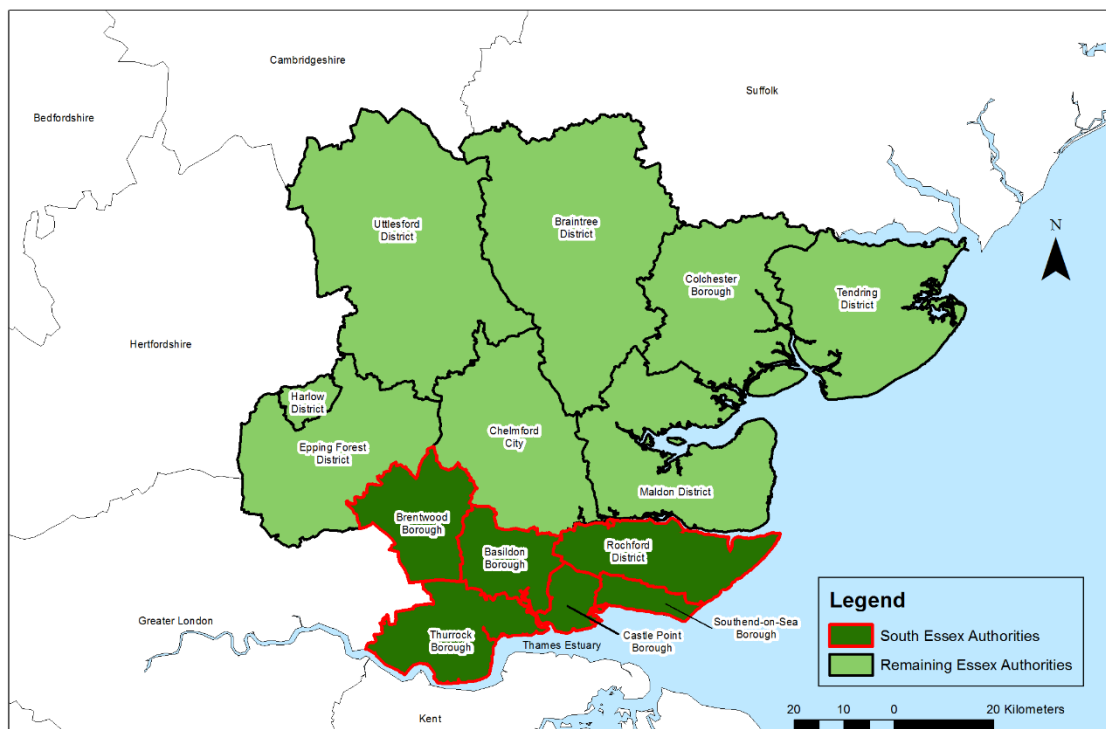 Cambridgeshire
Suffolk
Bedfordshire
Uttlesford
District
Braintree
District
Colchester
Borough
Tendring
District
N
Hertfordshire
Harlow
District
Epping Forest
District
Chelmford
City
Maldon District
Brentwood
Borough
Basildon
Borough
Rochford
District
Greater London
Thurrock
Borough
Thames Estuary
Castle Point
Borough
Southend-on-Sea
Borough
Kent
Legend
South Essex Authorities
Remaining Essex Authorities
20 10 0 20 Kilometers